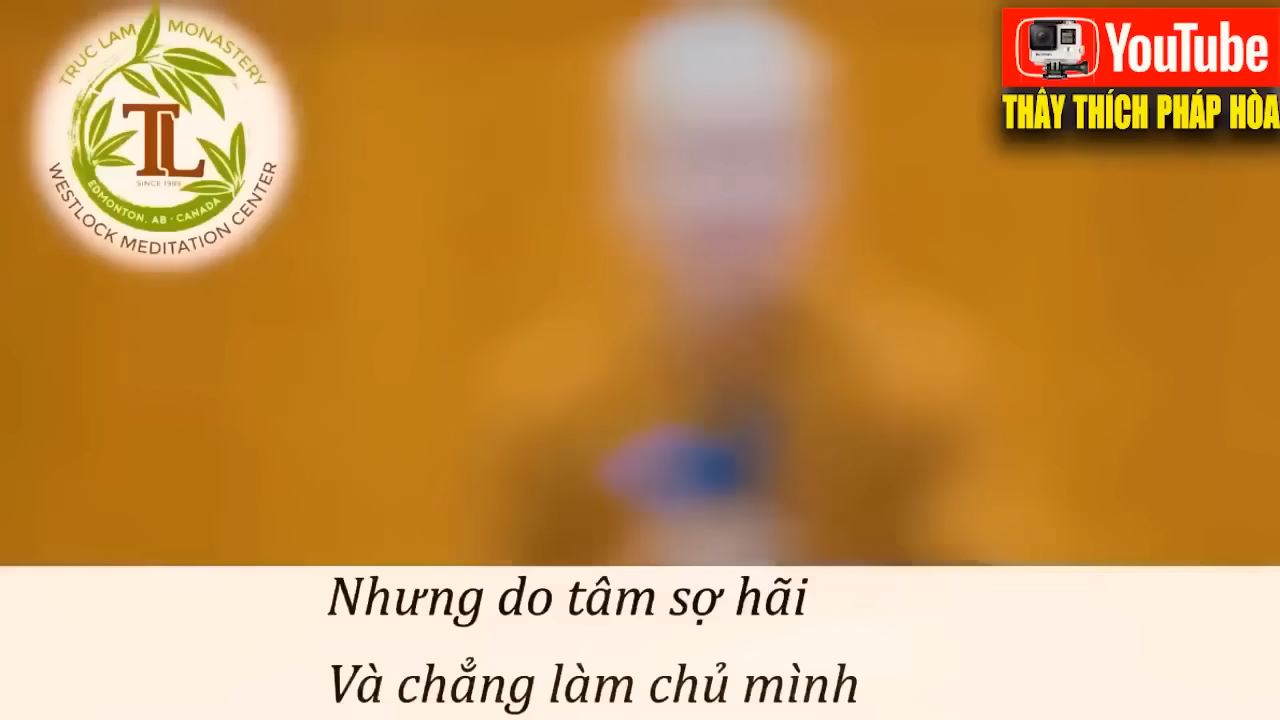 TRUC LAM MONASTERY
TL
SINCE 1989
EDMONTON, AB · CANADA
WESTLOCK MEDITATION CENTER
YouTube
THẦY THÍCH PHÁP HÒA
Nhưng do tâm sợ hãi
Và chẳng làm chủ mình